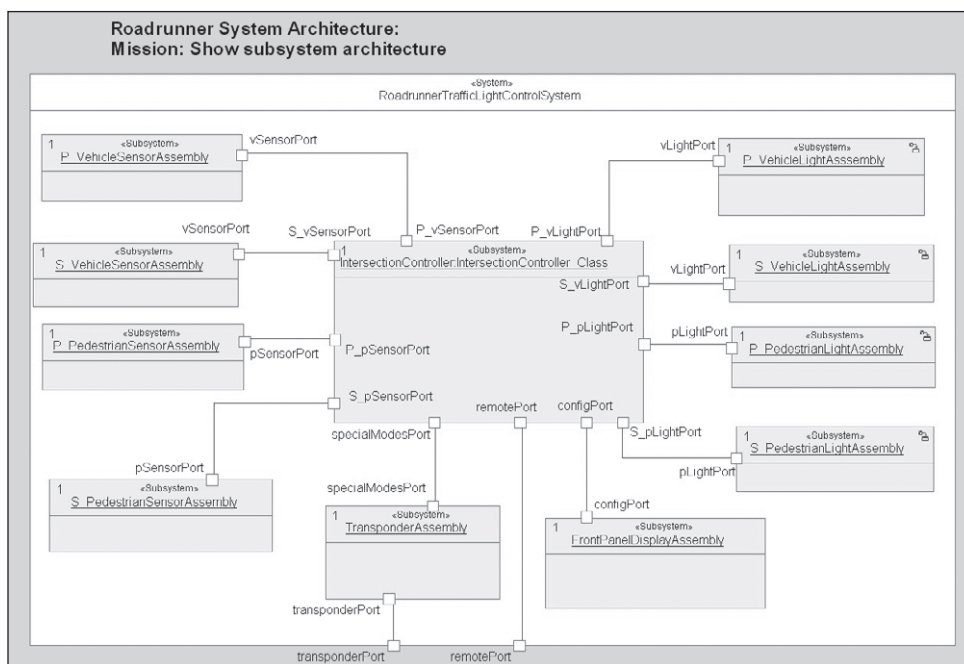 Roadrunner System Architecture:
Mission: Show subsystem architecture
«System»
RoadrunnerTrafficLightControlSystem
1 «Subsystem»
P_VehicleSensorAssembly
vSensorPort
vLightPort
1 «Subsystem»
P_VehicleLightAsssembly
vSensorPort
S_vSensorPort
P_vSensorPort
P_vLightPort
1 «Subsystem»
S_VehicleSensorAssembly
1 «Subsystem»
IntersectionController:IntersectionController_Class
vLightPort
1 «Subsystem»
S_VehicleLightAssembly
S_vLightPort
1 «Subsystem»
P_PedestrianSensorAssembly
pSensorPort
P_pSensorPort
P_pLightPort
pLightPort
1 «Subsystem»
P_PodostrianLightAssembly
S_pSensorPort
remotePort
configPort
specialModesPort
S_pLightPort
1 «Subsystem»
S_PedestrianLightAssembly
pLightPort
pSensorPort
1 «Subsystem»
S_PedestrianSensorAssembly
specialModesPort
1 «Subsystem»
TransponderAssembly
configPort
1 «Subsystem»
FrontPanelDisplayAssembly
transponderPort
transponderPort
remotePort